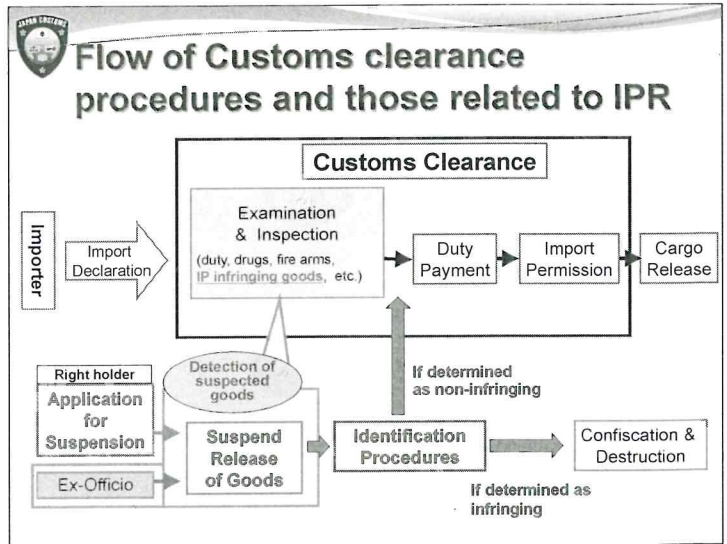 JAPAN CUSTOMS
Flow of Customs clearance
procedures and those related to IPR
Customs Clearance
Importer
Import
Declaration
Examination
& Inspection
(duty, drugs, fire arms,
IP infringing goods, etc.)
Duty
Payment
Import
Permission
Cargo
Release
Detection of
suspected
goods
If determined
as non-infringing
Right holder
Application
for
Suspension
Ex-Officio
Suspend
Release
of Goods
Identification
Procedures
Confiscation &
Destruction
If determined as
infringing